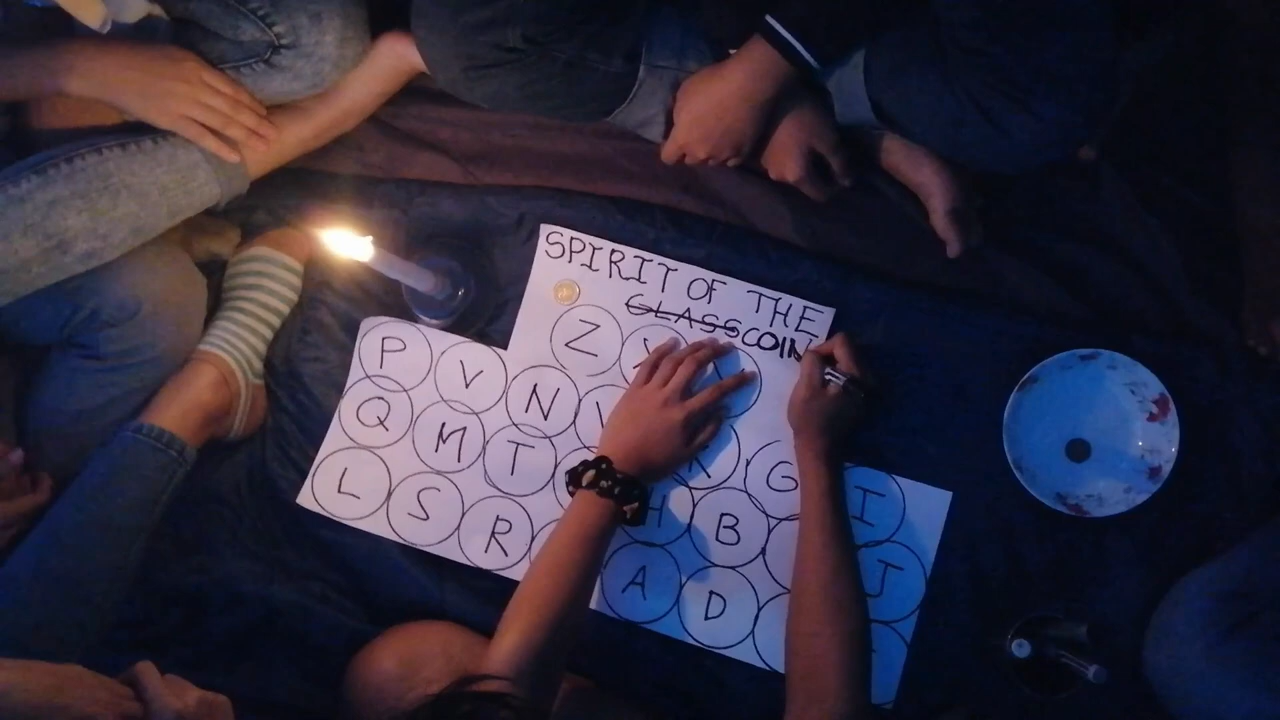 SPIRIT OF THE
GLASS COIN
Z
P V N
Q M T K G I
L S R H B J
A D